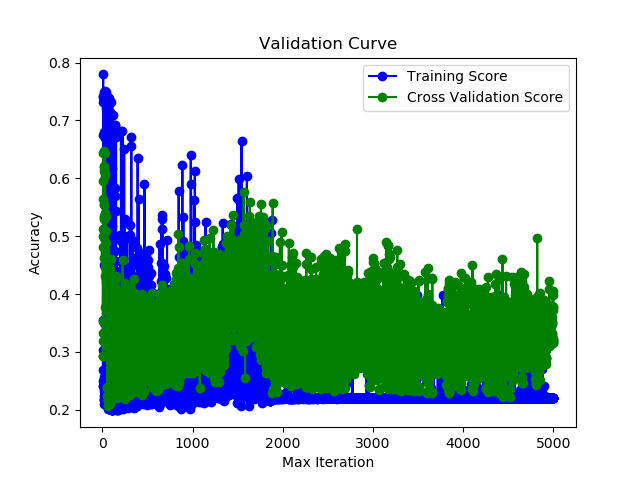 Validation Curve
Training Score
Cross Validation Score
Accuracy
0.8
0.7
0.6
0.5
0.4
0.3
0.2
0
1000
2000
3000
4000
5000
Max Iteration